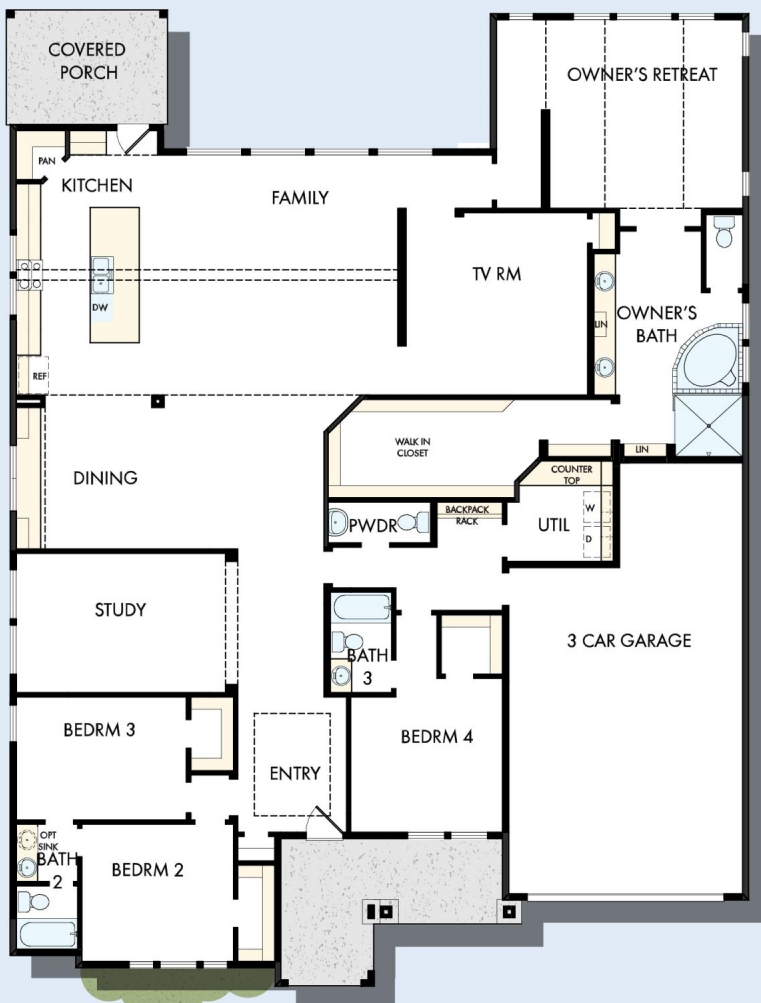 COVERED
PORCH
OWNER'S RETREAT
PAN
KITCHEN
FAMILY
TV RM
DW
LIN
OWNER'S
BATH
REF
WALK IN
CLOSET
LIN
DINING
COUNTER
TOP
BACKPACK
RACK
W
PWDR
UTIL
D
STUDY
3 CAR GARAGE
BATH
3
BEDRM 3
BEDRM 4
ENTRY
OPT
SINK
BATH
2
BEDRM 2